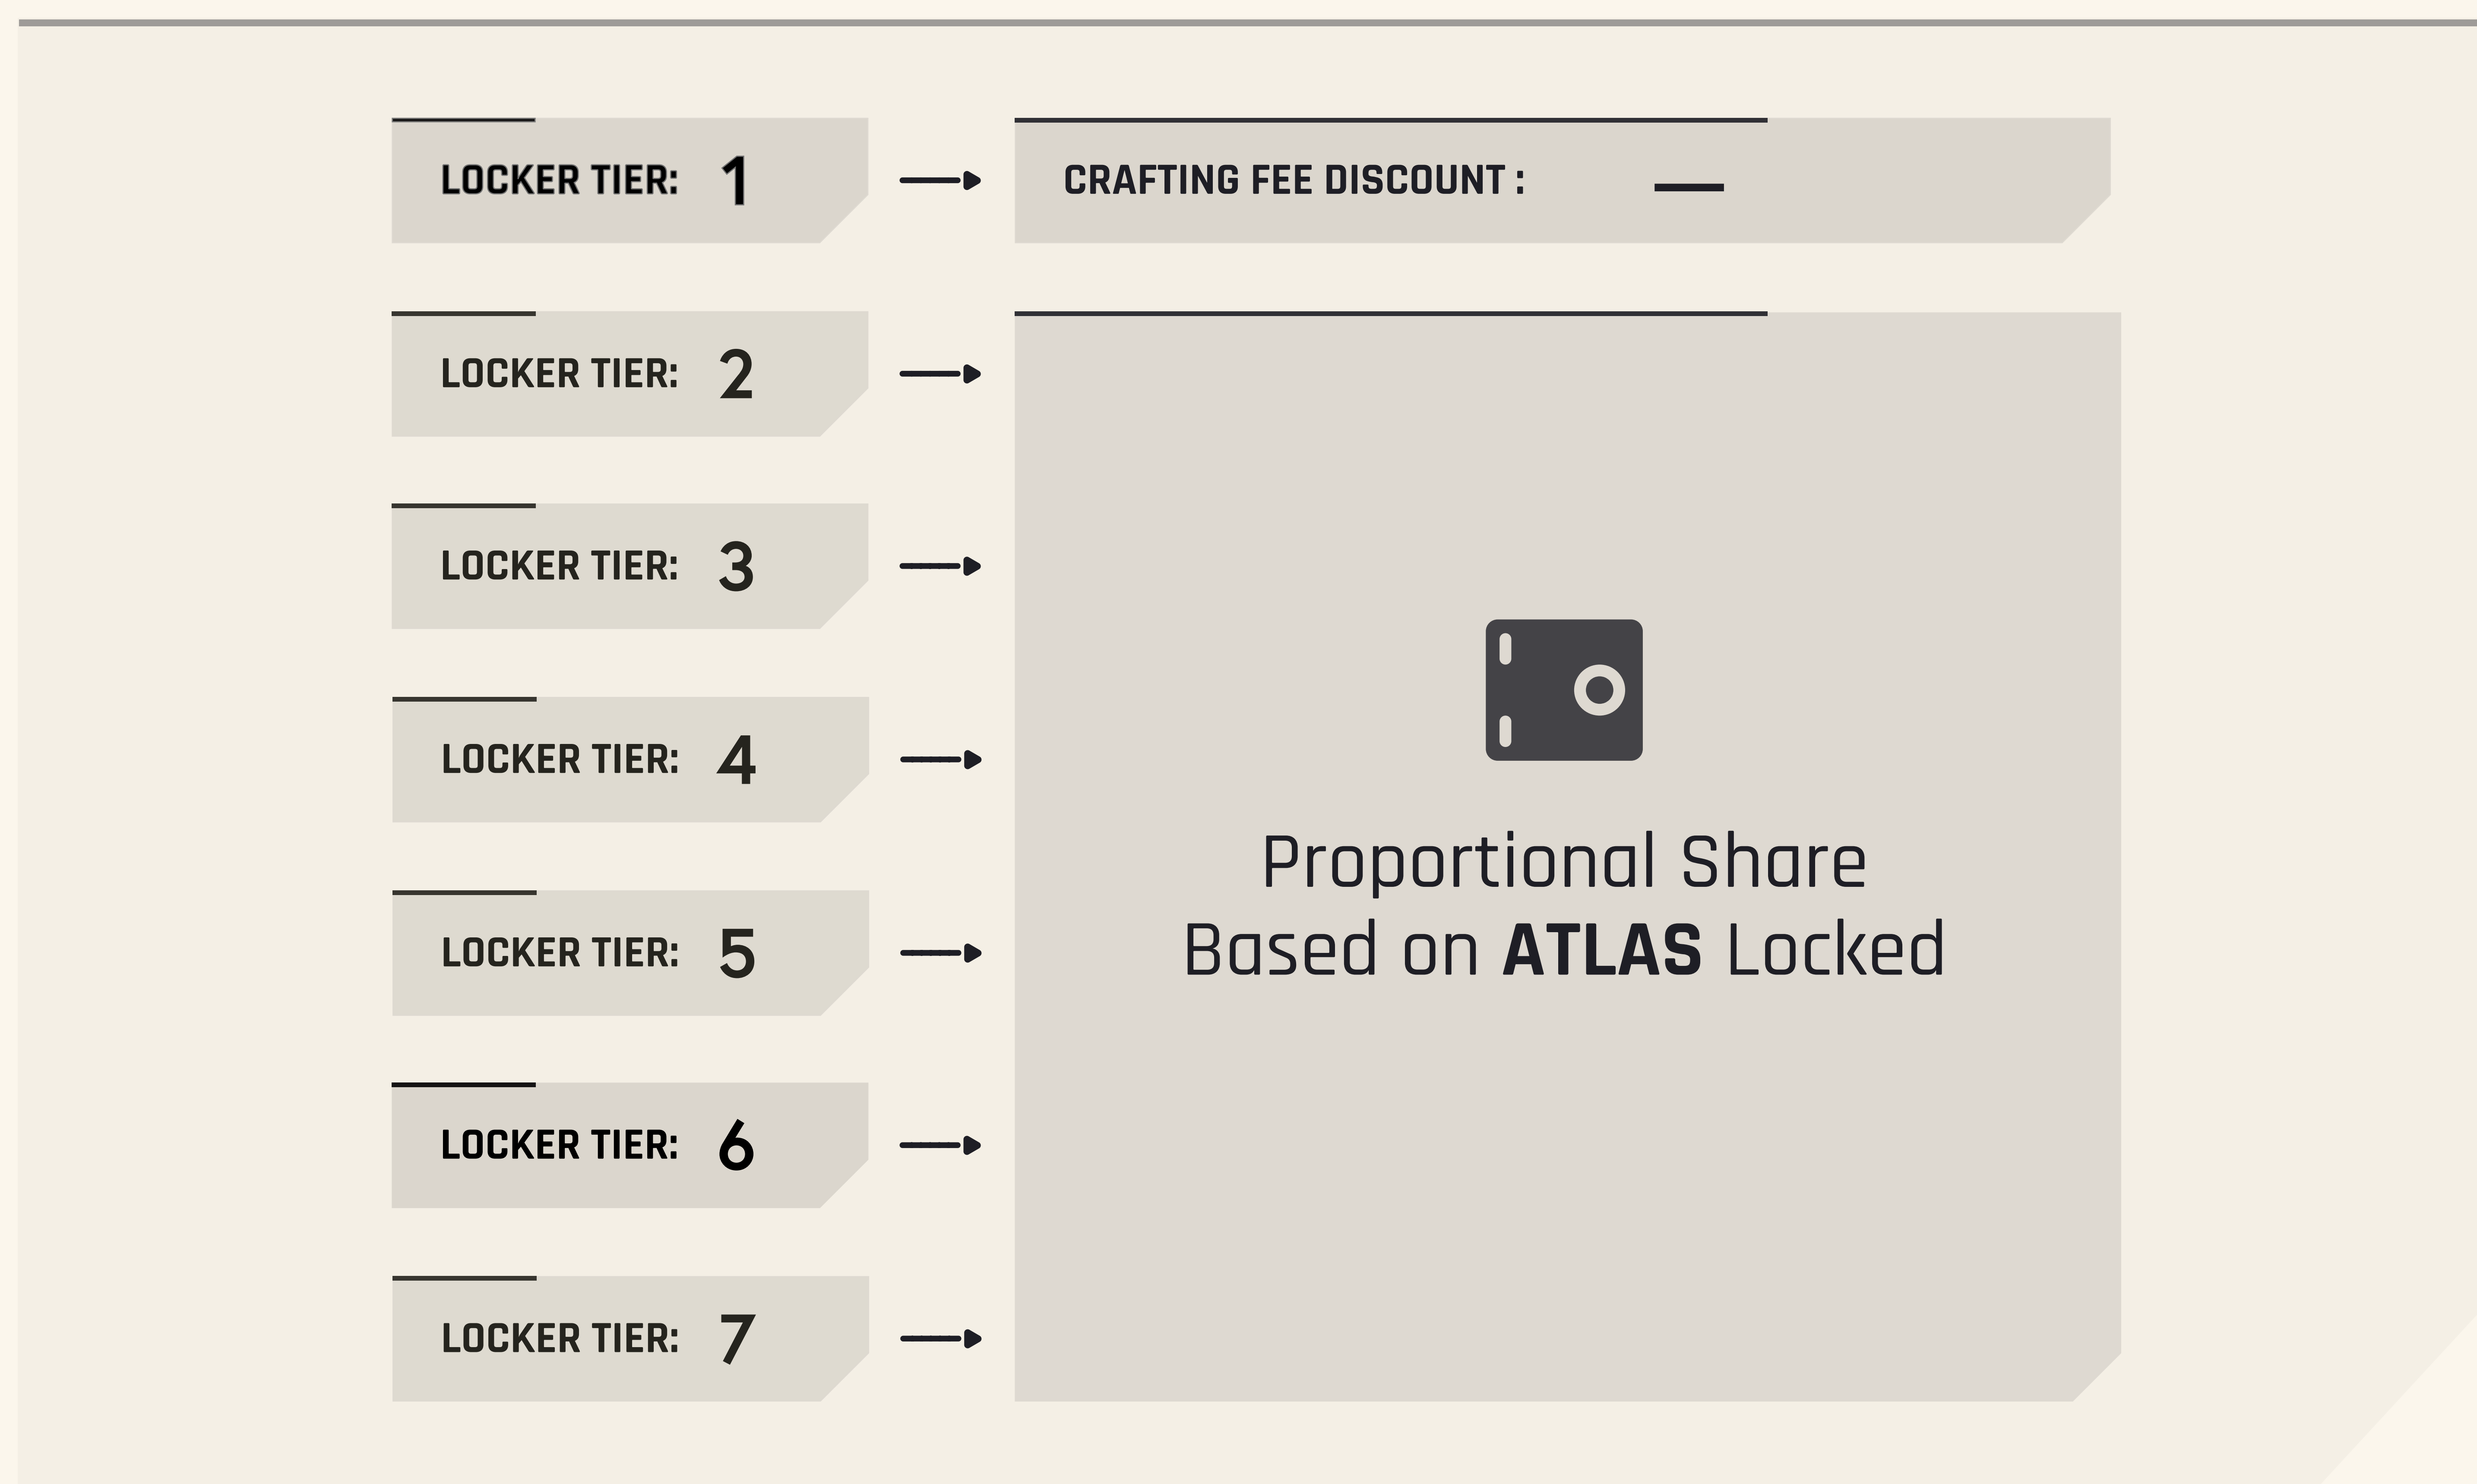 LOCKER TIER: 1
CRAFTING FEE DISCOUNT : —
LOCKER TIER: 2
LOCKER TIER: 3
LOCKER TIER: 4
LOCKER TIER: 5
LOCKER TIER: 6
LOCKER TIER: 7
Proportional Share
Based on ATLAS Locked